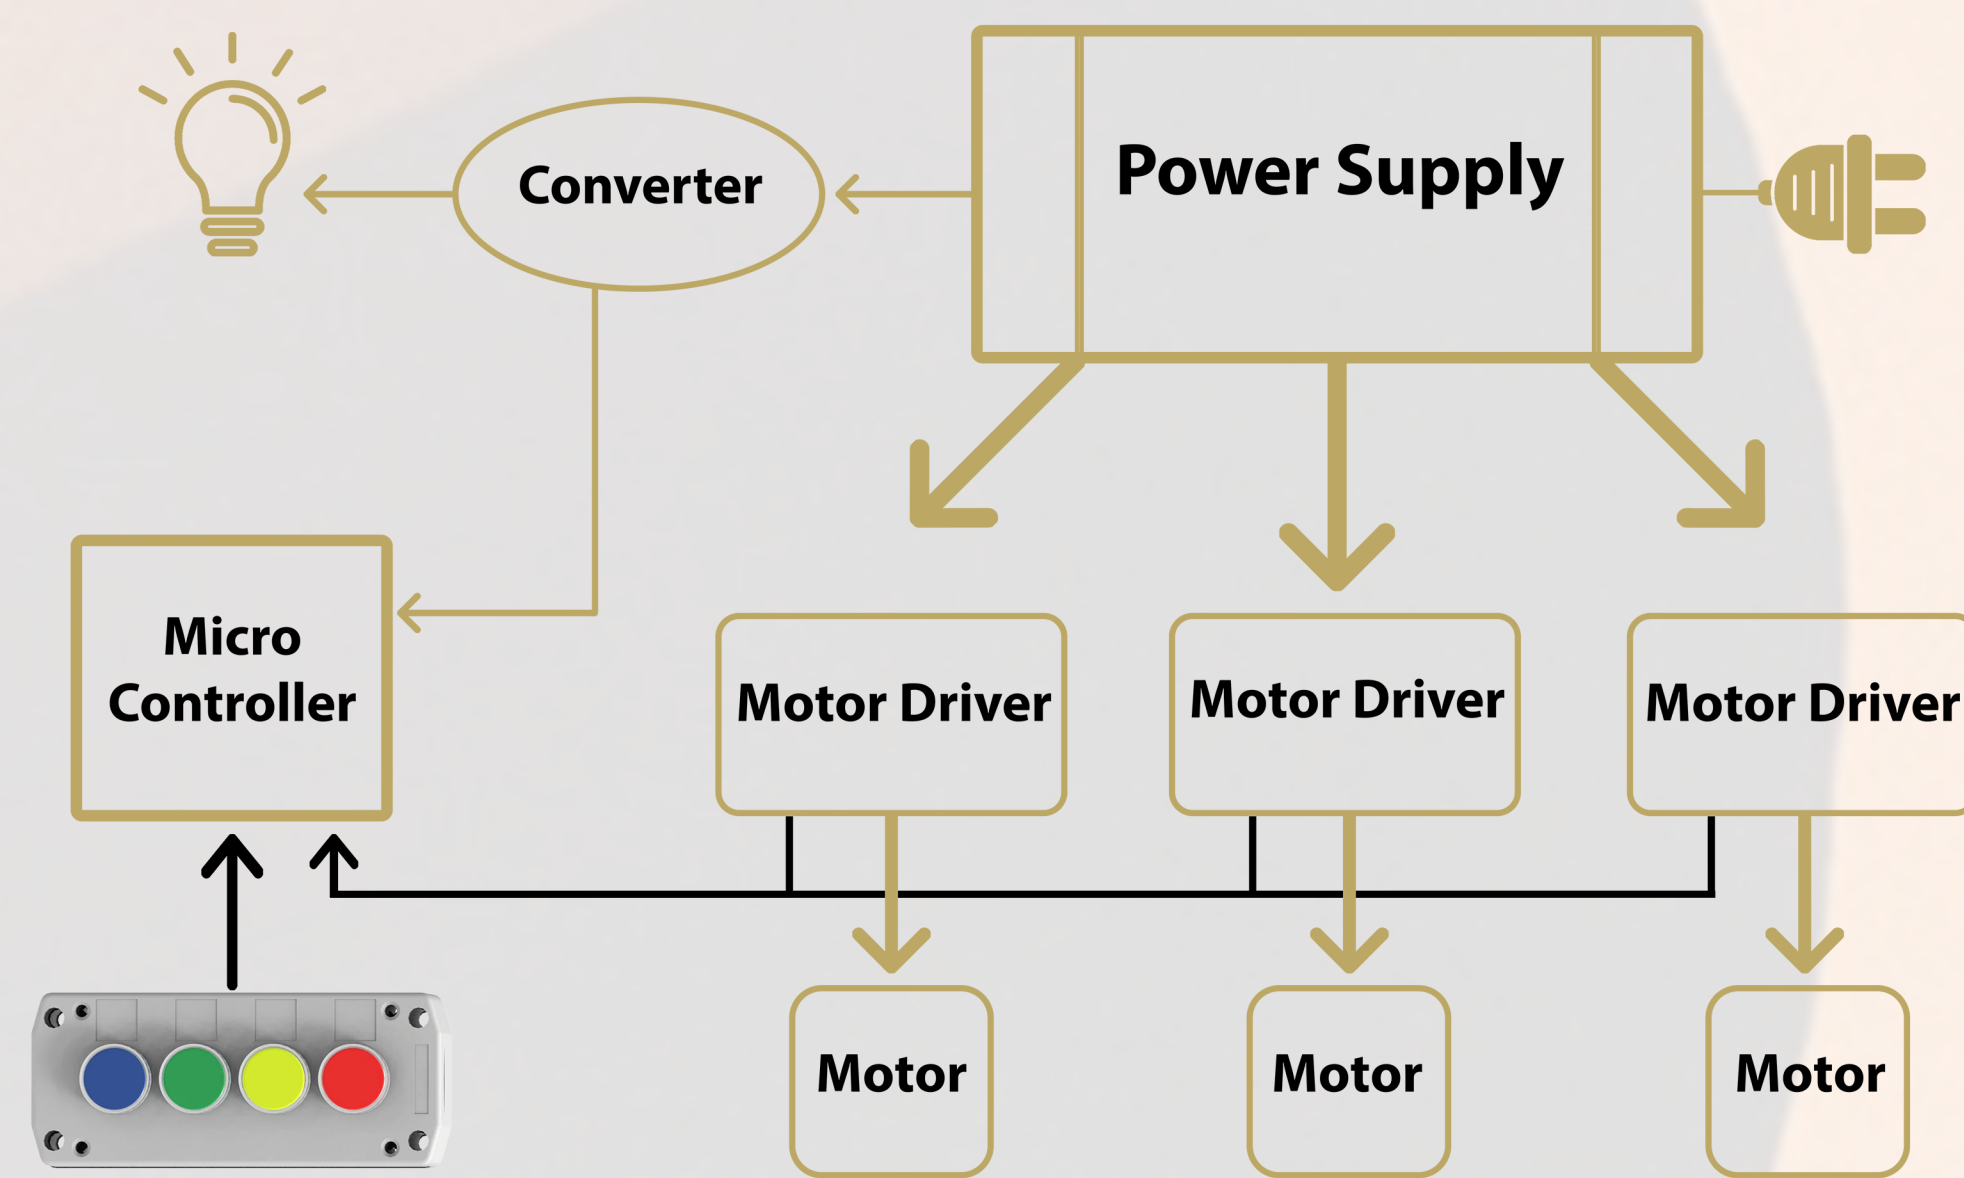 Converter
Power Supply
Micro
Controller
Motor Driver
Motor Driver
Motor Driver
Motor
Motor
Motor